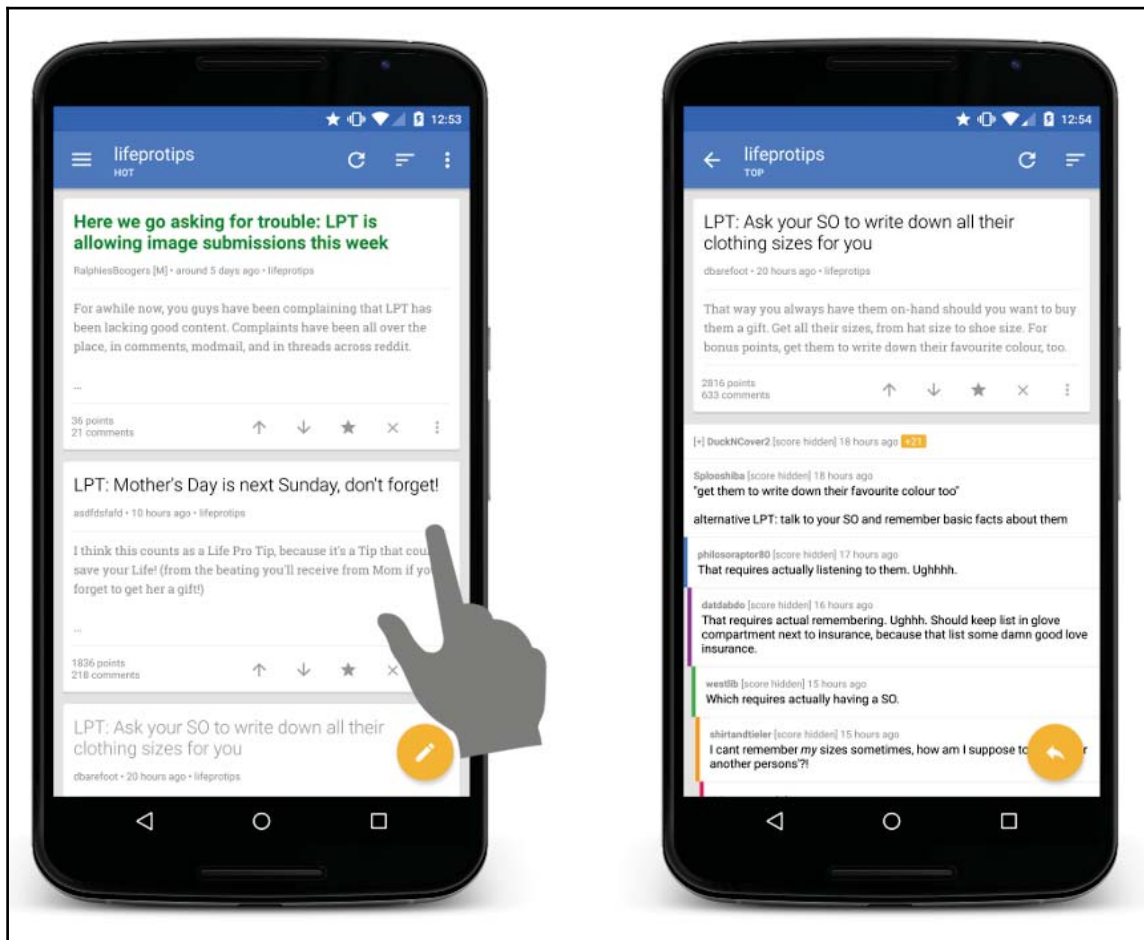 12:53
lifeprotips
HOT
Here we go asking for trouble: LPT is
allowing image submissions this week
RalphiesBoogers [M] • around 5 days ago • lifeprotips
For awhile now, you guys have been complaining that LPT has
been lacking good content. Complaints have been all over the
place, in comments, modmail, and in threads across reddit.
...
36 points
21 comments
LPT: Mother's Day is next Sunday, don't forget!
asdfdsfafd • 10 hours ago • lifeprotips
I think this counts as a Life Pro Tip, because it's a Tip that
save your Life! (from the beating you'll receive from Mom if
forget to get her a gift!)
...
1836 points
218 comments
LPT: Ask your SO to write down all their
clothing sizes for you
dbarefoot • 20 hours ago • lifeprotips
12:54
lifeprotips
TOP
LPT: Ask your SO to write down all their
clothing sizes for you
dbarefoot • 20 hours ago • lifeprotips
That way you always have them on-hand should you want to buy
them a gift. Get all their sizes, from hat size to shoe size. For
bonus points, get them to write down their favourite colour, too.
2816 points
633 comments
[+] DuckNCover2 [score hidden] 18 hours ago +21
Splooshiba [score hidden] 18 hours ago
"get them to write down their favourite colour too"
alternative LPT: talk to your SO and remember basic facts about them
philosoraptor80 [score hidden] 17 hours ago
That requires actually listening to them. Ughhhh.
datdabdo [score hidden] 16 hours ago
That requires actual remembering. Ughhh. Should keep list in glove
compartment next to insurance, because that list some damn good love
insurance.
westlib [score hidden] 15 hours ago
Which requires actually having a SO.
shirtandtieler [score hidden] 15 hours ago
I cant remember my sizes sometimes, how am I suppose to
another persons'?!